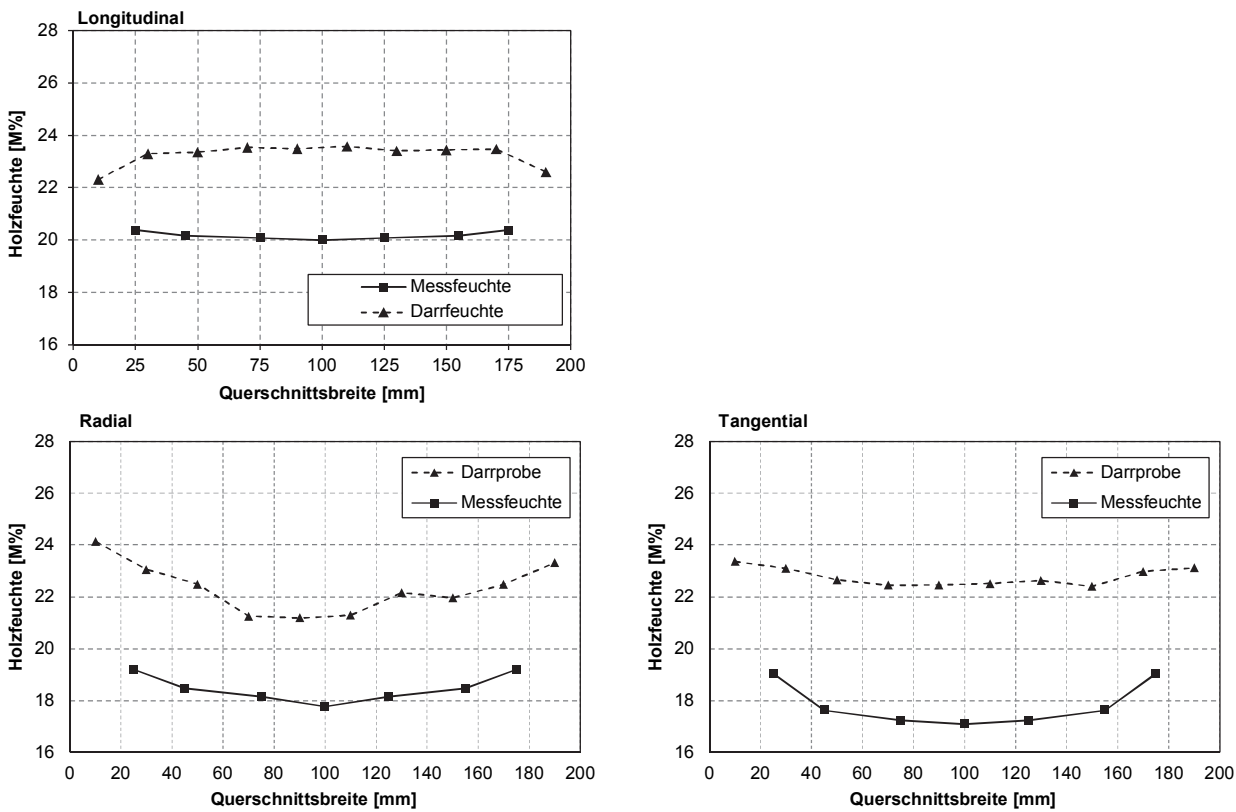 Longitudinal
28
26
24
22
20
18
16
Holzfeuchte [M%]
Messfeuchte
Darrfeuchte
0 25 50 75 100 125 150 175 200
Querschnittsbreite [mm]
Radial
28
26
24
22
20
18
16
Holzfeuchte [M%]
Darrprobe
Messfeuchte
0 20 40 60 80 100 120 140 160 180 200
Querschnittsbreite [mm]
Tangential
28
26
24
22
20
18
16
Holzfeuchte [M%]
Darrprobe
Messfeuchte
0 20 40 60 80 100 120 140 160 180 200
Querschnittsbreite [mm]